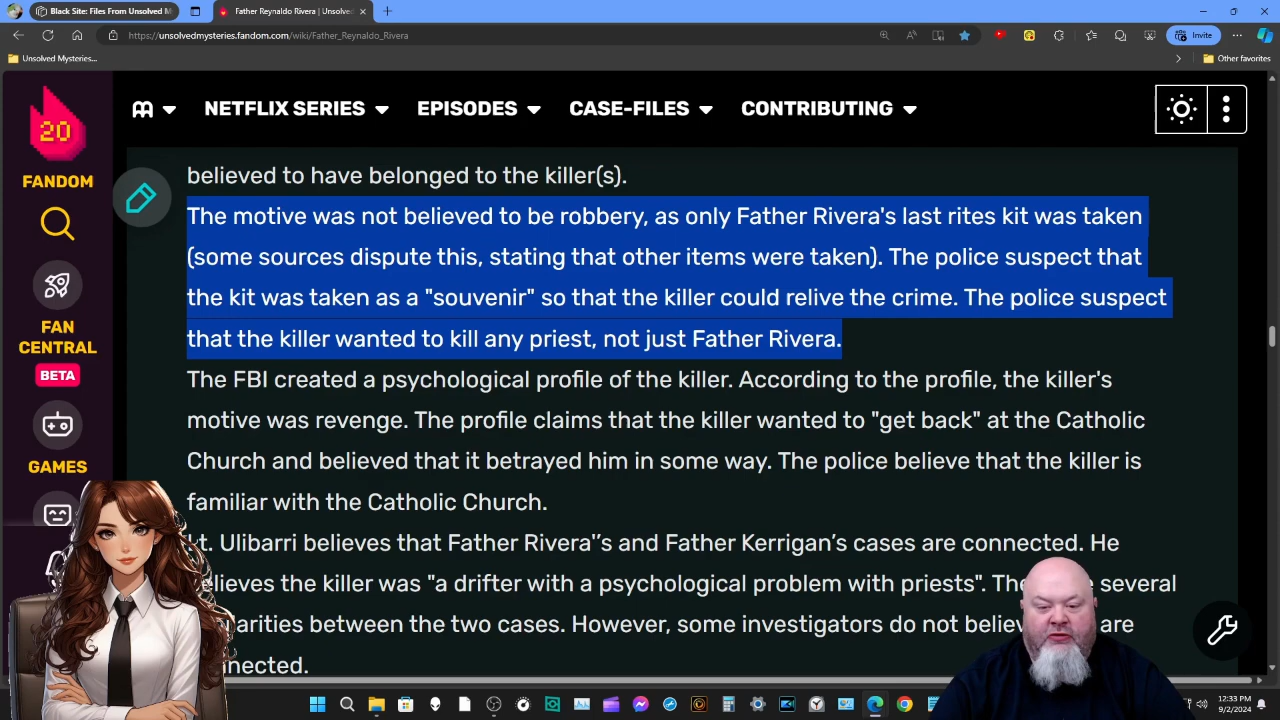 Black Site: Files From Unsolved M
Father Reynaldo Rivera | Unsolved
https://unsolvedmysteries.fandom.com/wiki/Father_Reynaldo_Rivera
Invite
Unsolved Mysteries...
Other favorites
20
FANDOM
FAN
CENTRAL
BETA
GAMES
NETFLIX SERIES
EPISODES
CASE-FILES
CONTRIBUTING
believed to have belonged to the killer(s).
The motive was not believed to be robbery, as only Father Rivera's last rites kit was taken
(some sources dispute this, stating that other items were taken). The police suspect that
the kit was taken as a "souvenir" so that the killer could relive the crime. The police suspect
that the killer wanted to kill any priest, not just Father Rivera.
The FBI created a psychological profile of the killer. According to the profile, the killer's
motive was revenge. The profile claims that the killer wanted to "get back" at the Catholic
Church and believed that it betrayed him in some way. The police believe that the killer is
familiar with the Catholic Church.
Lt. Ulibarri believes that Father Rivera''s and Father Kerrigan's cases are connected. He
believes the killer was "a drifter with a psychological problem with priests". several
between the two cases. However, some investigators do not are
12:33 PM
9/2/2024